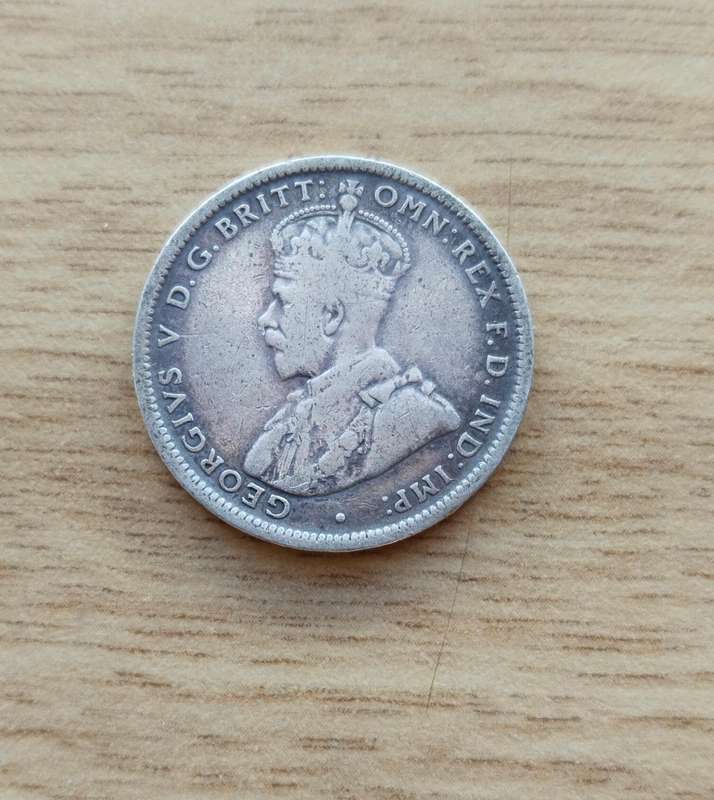 GEORGIVS V D.G.BRITT: OMN: REX F.D.IND: IMP: